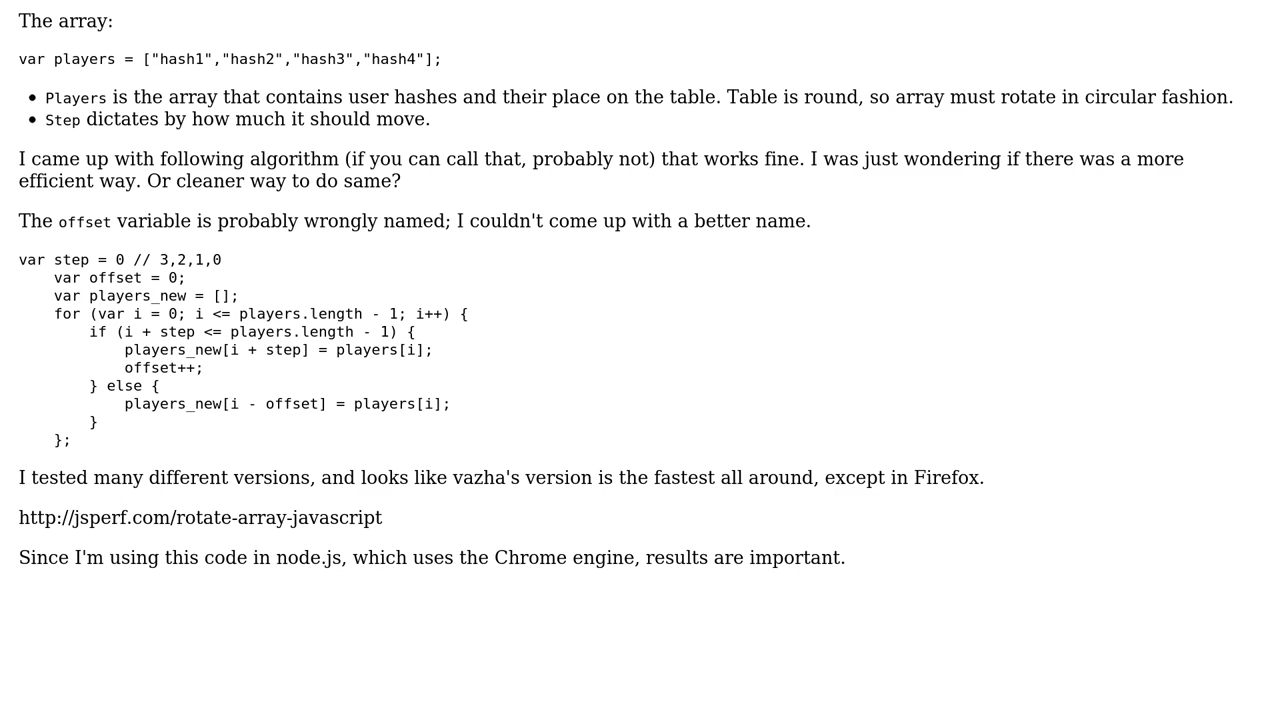 The array:
var players = ["hash1","hash2","hash3","hash4"];
• Players is the array that contains user hashes and their place on the table. Table is round, so array must rotate in circular fashion.
• Step dictates by how much it should move.
I came up with following algorithm (if you can call that, probably not) that works fine. I was just wondering if there was a more
efficient way. Or cleaner way to do same?
The offset variable is probably wrongly named; I couldn't come up with a better name.
var step = 0 // 3,2,1,0
    var offset = 0;
    var players_new = [];
    for (var i = 0; i <= players.length - 1; i++) {
        if (i + step <= players.length - 1) {
            players_new[i + step] = players[i];
            offset++;
        } else {
            players_new[i - offset] = players[i];
        }
    };
I tested many different versions, and looks like vazha's version is the fastest all around, except in Firefox.
http://jsperf.com/rotate-array-javascript
Since I'm using this code in node.js, which uses the Chrome engine, results are important.